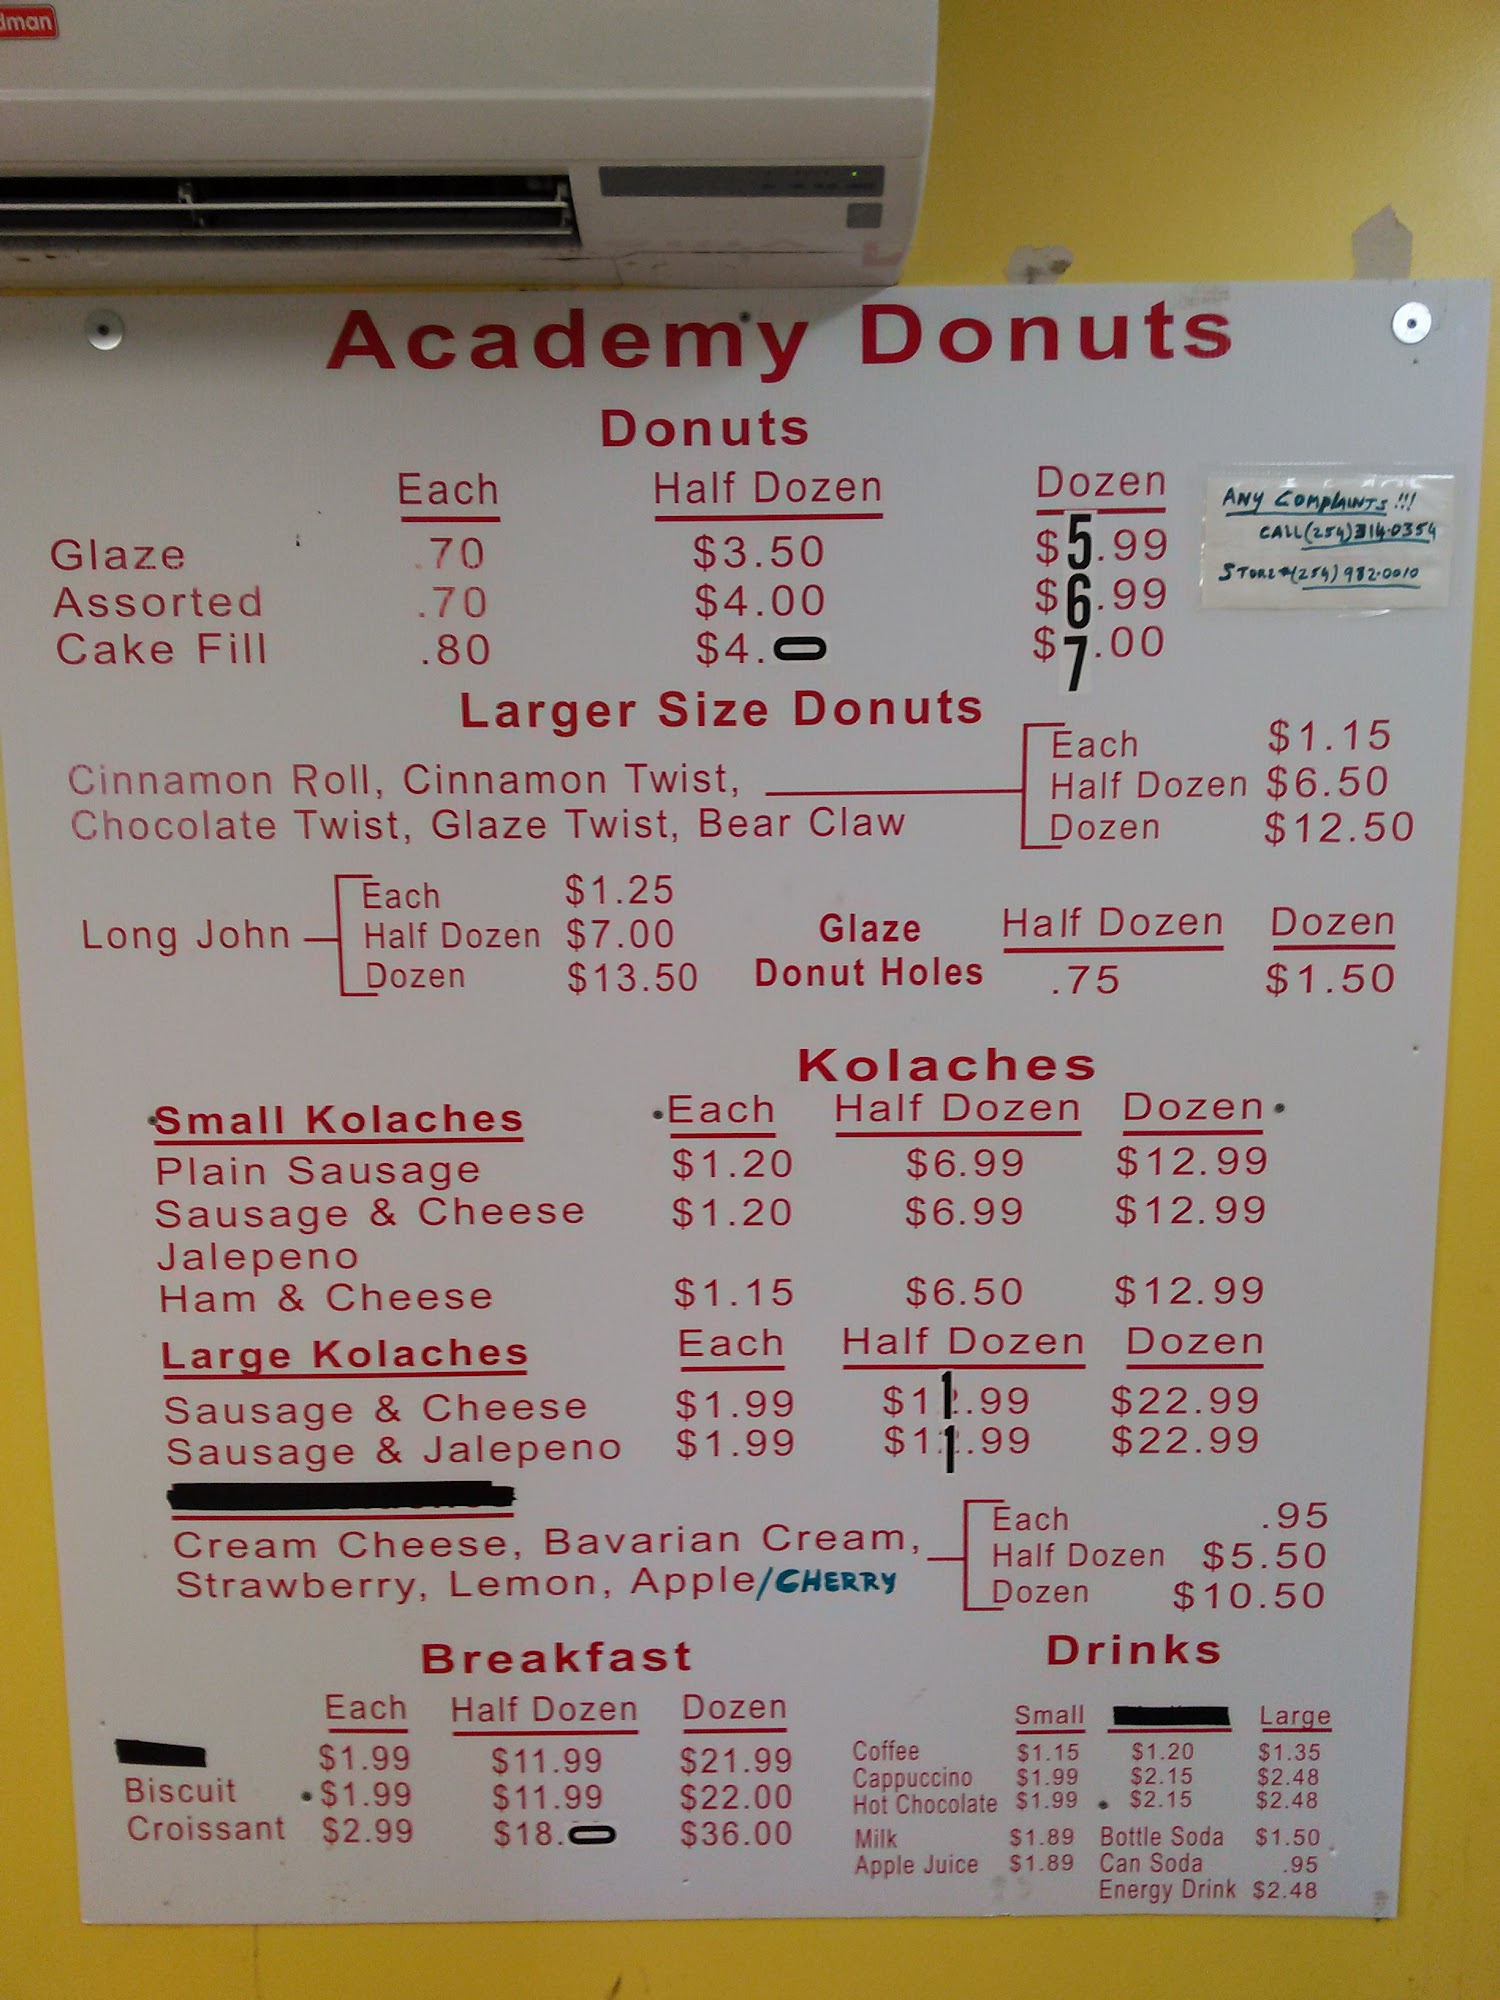 Academy Donuts
Donuts
Each Half Dozen Dozen
Glaze .70 $3.50 $5.99
Assorted .70 $4.00 $6.99
Cake Fill .80 $4.0 $7.00
ANY COMPLAINTS!!!
CALL (254) 314-0354
STORE # (254) 982-0010
Larger Size Donuts
Cinnamon Roll, Cinnamon Twist,
Chocolate Twist, Glaze Twist, Bear Claw
Each $1.15
Half Dozen $6.50
Dozen $12.50
Long John
Each $1.25
Half Dozen $7.00
Dozen $13.50
Glaze
Donut Holes
Half Dozen Dozen
.75 $1.50
Kolaches
Small Kolaches Each Half Dozen Dozen
Plain Sausage $1.20 $6.99 $12.99
Sausage & Cheese $1.20 $6.99 $12.99
Jalepeno
Ham & Cheese $1.15 $6.50 $12.99
Large Kolaches Each Half Dozen Dozen
Sausage & Cheese $1.99 $11.99 $22.99
Sausage & Jalepeno $1.99 $11.99 $22.99
Cream Cheese, Bavarian Cream,
Strawberry, Lemon, Apple/CHERRY
Each .95
Half Dozen $5.50
Dozen $10.50
Breakfast
Each Half Dozen Dozen
$1.99 $11.99 $21.99
Biscuit $1.99 $11.99 $22.00
Croissant $2.99 $18.0 $36.00
Drinks
Small Large
Coffee $1.15 $1.20 $1.35
Cappuccino $1.99 $2.15 $2.48
Hot Chocolate $1.99 $2.15 $2.48
Milk $1.89 Bottle Soda $1.50
Apple Juice $1.89 Can Soda .95
Energy Drink $2.48